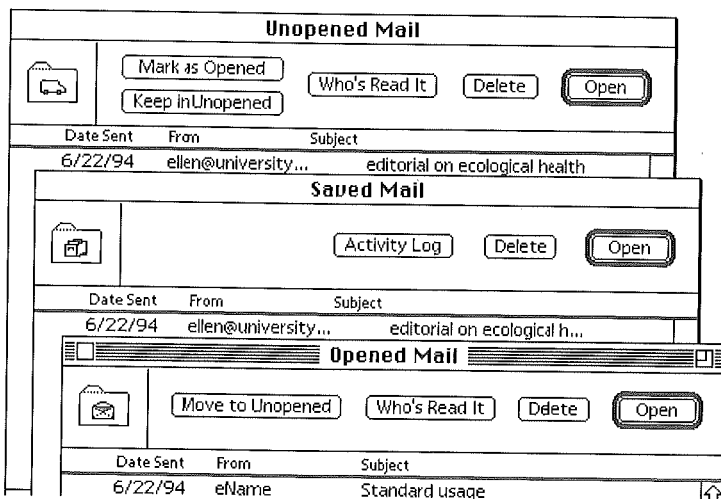 Unopened Mail
Mark as Opened
Keep in Unopened
Who's Read It
Delete
Open
Date Sent From Subject
6/22/94 ellen@university... editorial on ecological health
Saved Mail
Activity Log
Delete
Open
Date Sent From Subject
6/22/94 ellen@university... editorial on ecological h...
Opened Mail
Move to Unopened
Who's Read It
Delete
Open
Date Sent From Subject
6/22/94 eName Standard usage